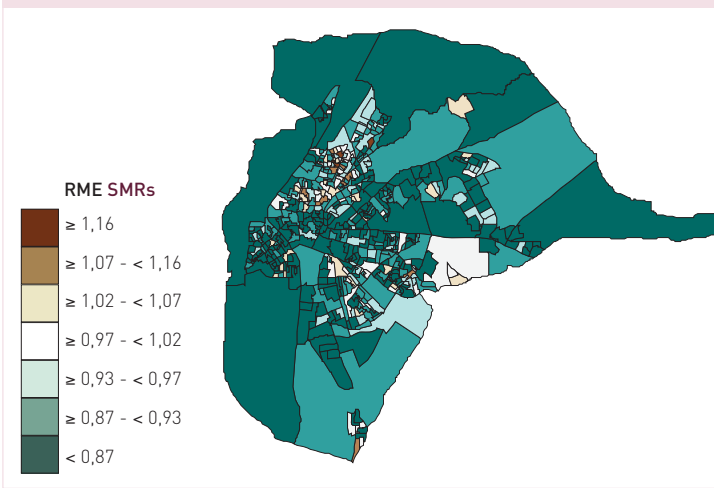 RME SMRs
≥ 1,16
≥ 1,07 - < 1,16
≥ 1,02 - < 1,07
≥ 0,97 - < 1,02
≥ 0,93 - < 0,97
≥ 0,87 - < 0,93
< 0,87